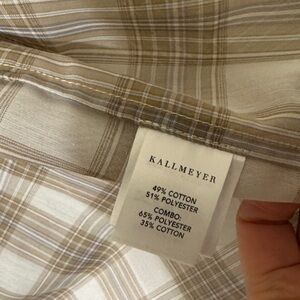 KALLMEYER
49% COTTON
51% POLYESTER
COMBO:
65% POLYESTER
35% COTTON